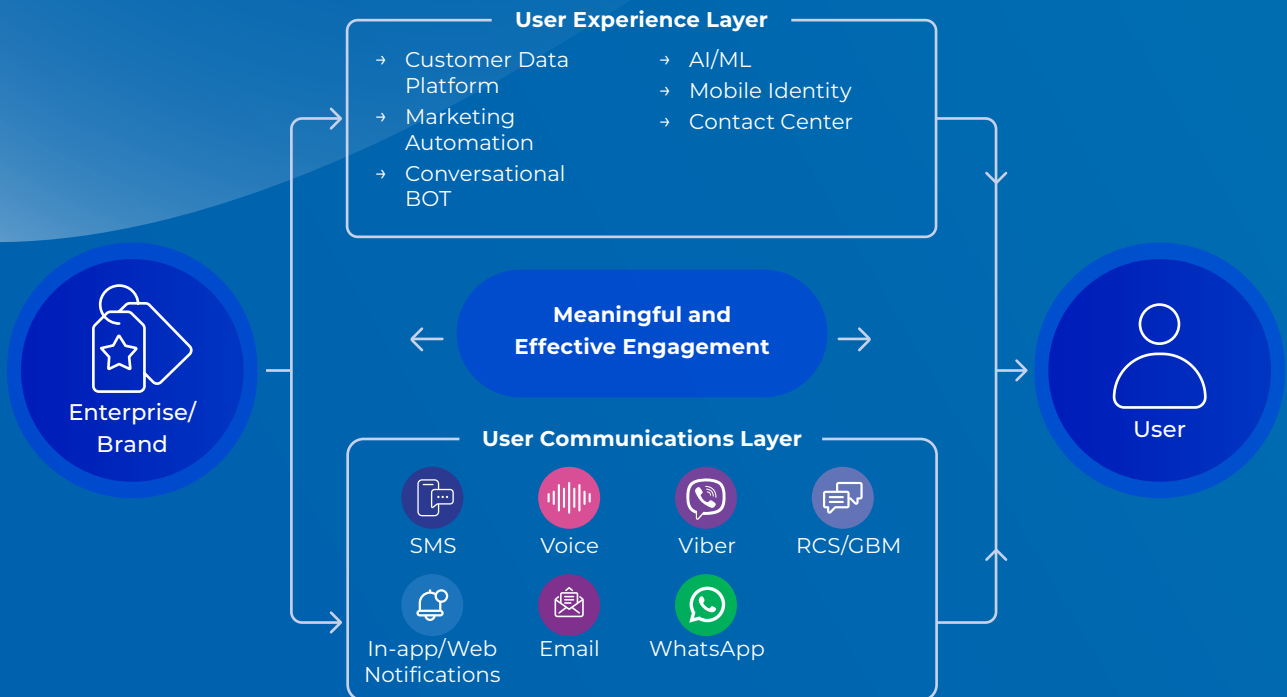 User Experience Layer
→ Customer Data
Platform
→ Marketing
Automation
→ Conversational
BOT
→ AI/ML
→ Mobile Identity
→ Contact Center
Enterprise/
Brand
Meaningful and
Effective Engagement
User
User Communications Layer
SMS
Voice
Viber
RCS/GBM
In-app/Web
Notifications
Email
WhatsApp